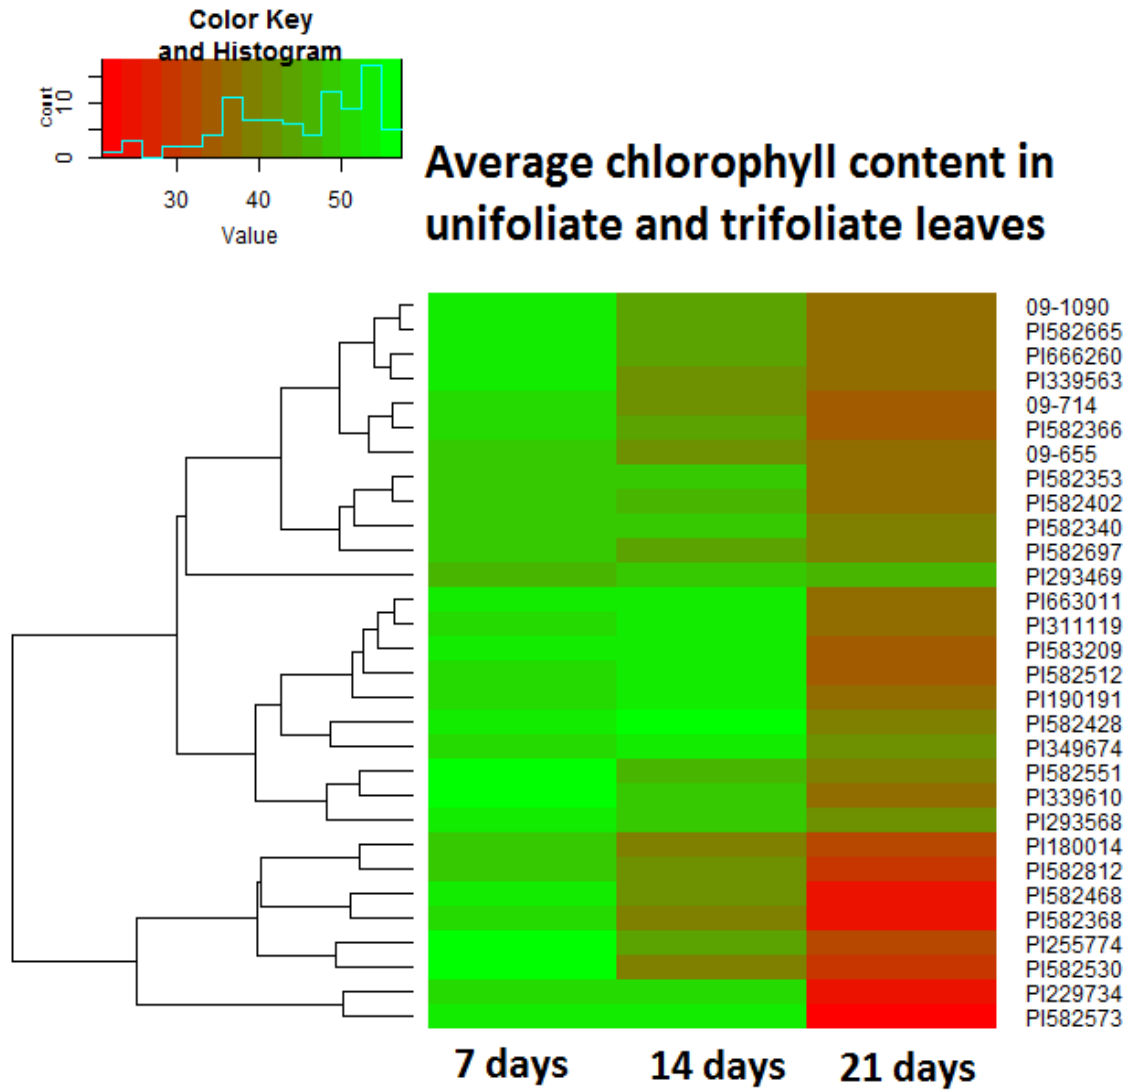 Color Key
and Histogram
Count
0 10
30 40 50
Value
Average chlorophyll content in
unifoliate and trifoliate leaves
09-1090
PI582665
PI666260
PI339563
09-714
PI582366
09-655
PI582353
PI582402
PI582340
PI582697
PI293469
PI663011
PI311119
PI583209
PI582512
PI190191
PI582428
PI349674
PI582551
PI339610
PI293568
PI180014
PI582812
PI582468
PI582368
PI255774
PI582530
PI229734
PI582573
7 days 14 days 21 days